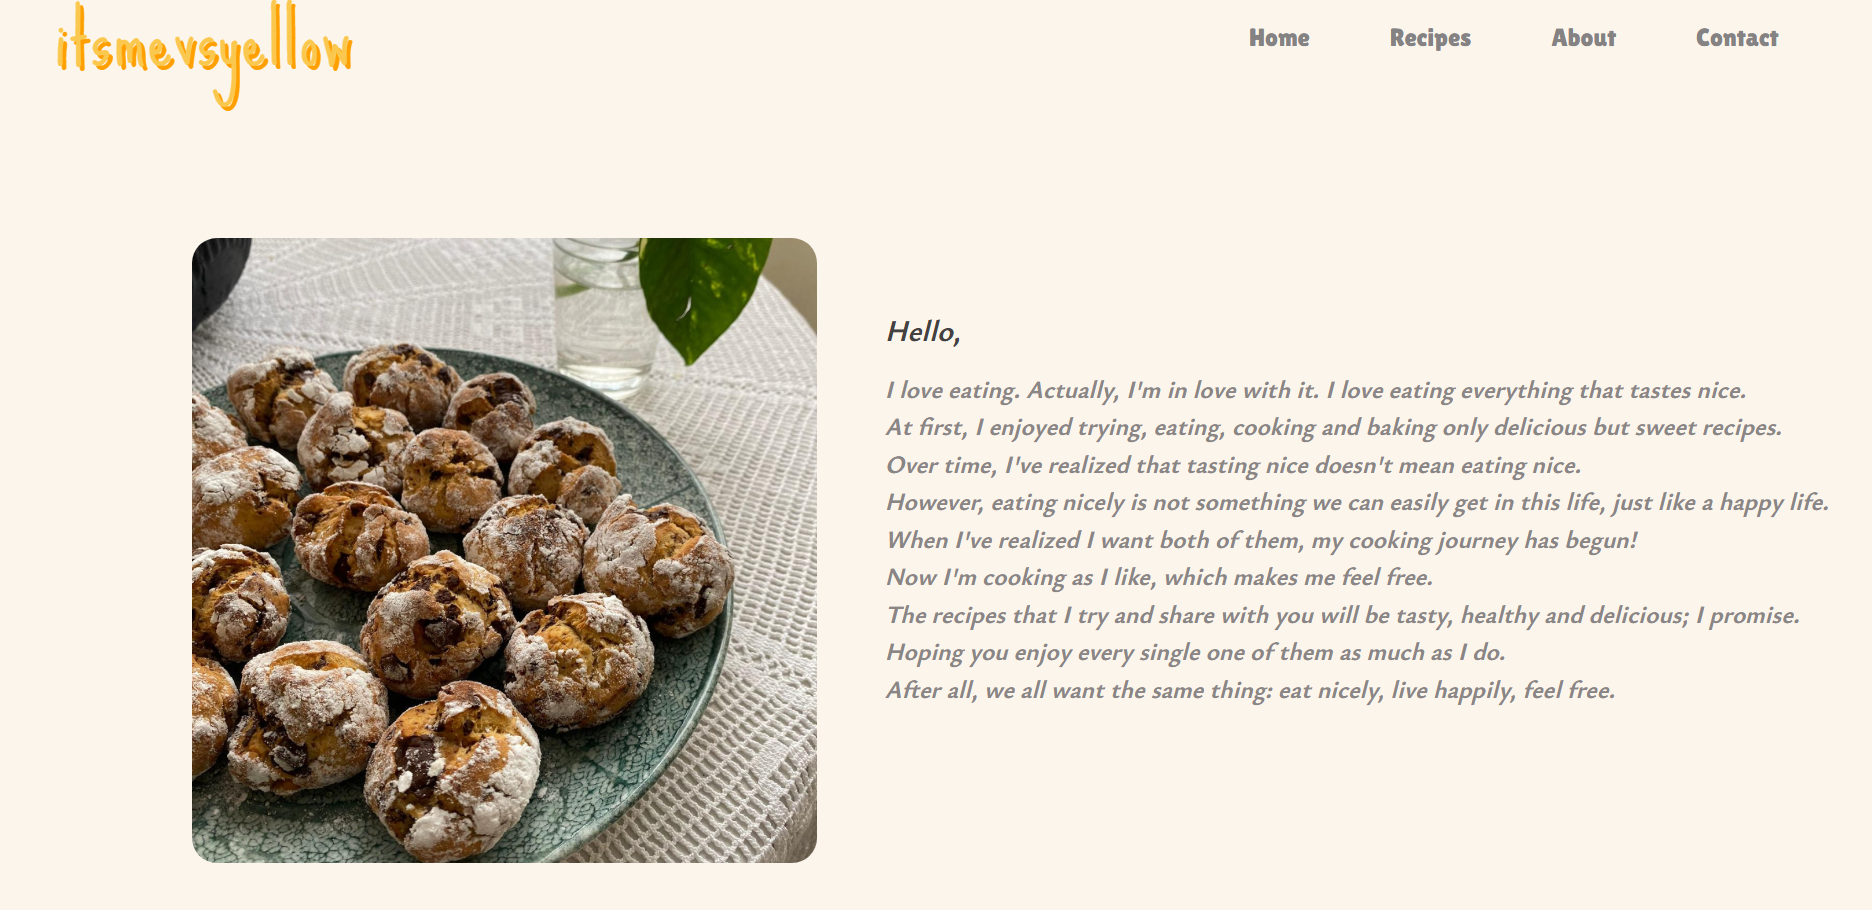 itsmevsyellow
Home Recipes About Contact
Hello,
I love eating. Actually, I'm in love with it. I love eating everything that tastes nice.
At first, I enjoyed trying, eating, cooking and baking only delicious but sweet recipes.
Over time, I've realized that tasting nice doesn't mean eating nice.
However, eating nicely is not something we can easily get in this life, just like a happy life.
When I've realized I want both of them, my cooking journey has begun!
Now I'm cooking as I like, which makes me feel free.
The recipes that I try and share with you will be tasty, healthy and delicious; I promise.
Hoping you enjoy every single one of them as much as I do.
After all, we all want the same thing: eat nicely, live happily, feel free.